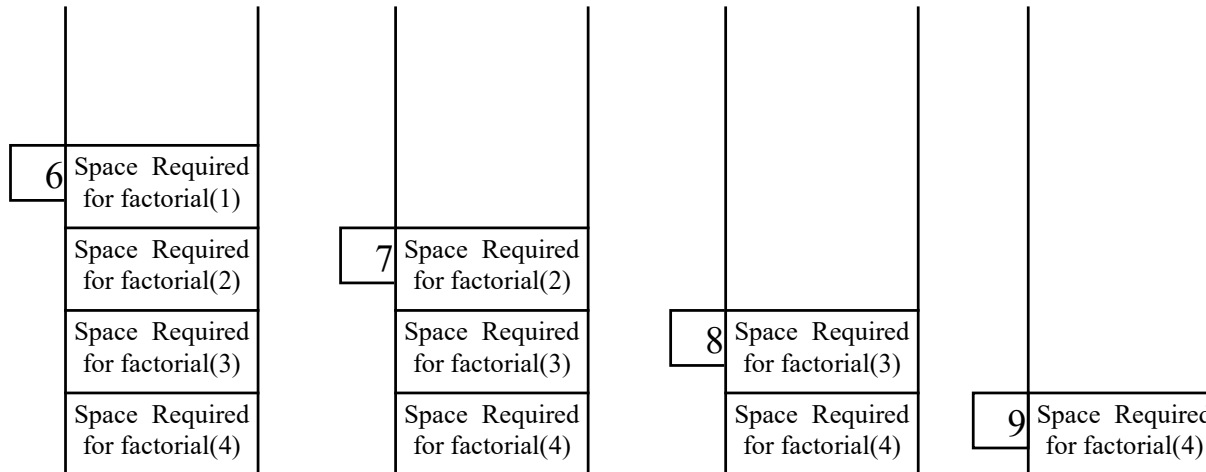 6
Space Required
for factorial(1)
Space Required
for factorial(2)
Space Required
for factorial(3)
Space Required
for factorial(4)
7
Space Required
for factorial(2)
Space Required
for factorial(3)
Space Required
for factorial(4)
8
Space Required
for factorial(3)
Space Required
for factorial(4)
9
Space Required
for factorial(4)